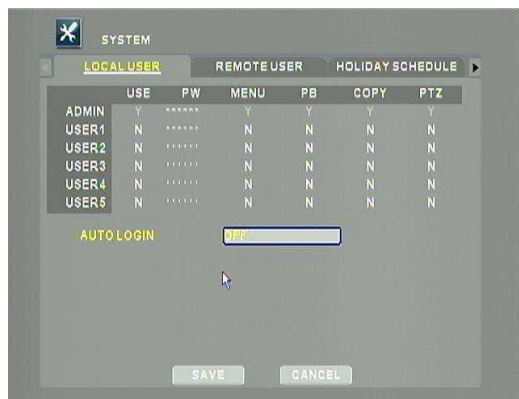 SYSTEM
LOCAL USER REMOTE USER HOLIDAY SCHEDULE
USE PW MENU PB COPY PTZ
ADMIN Y ****** Y Y Y Y
USER1 N ****** N N N N
USER2 N ****** N N N N
USER3 N ****** N N N N
USER4 N ****** N N N N
USER5 N ****** N N N N
AUTO LOGIN OFF
SAVE CANCEL